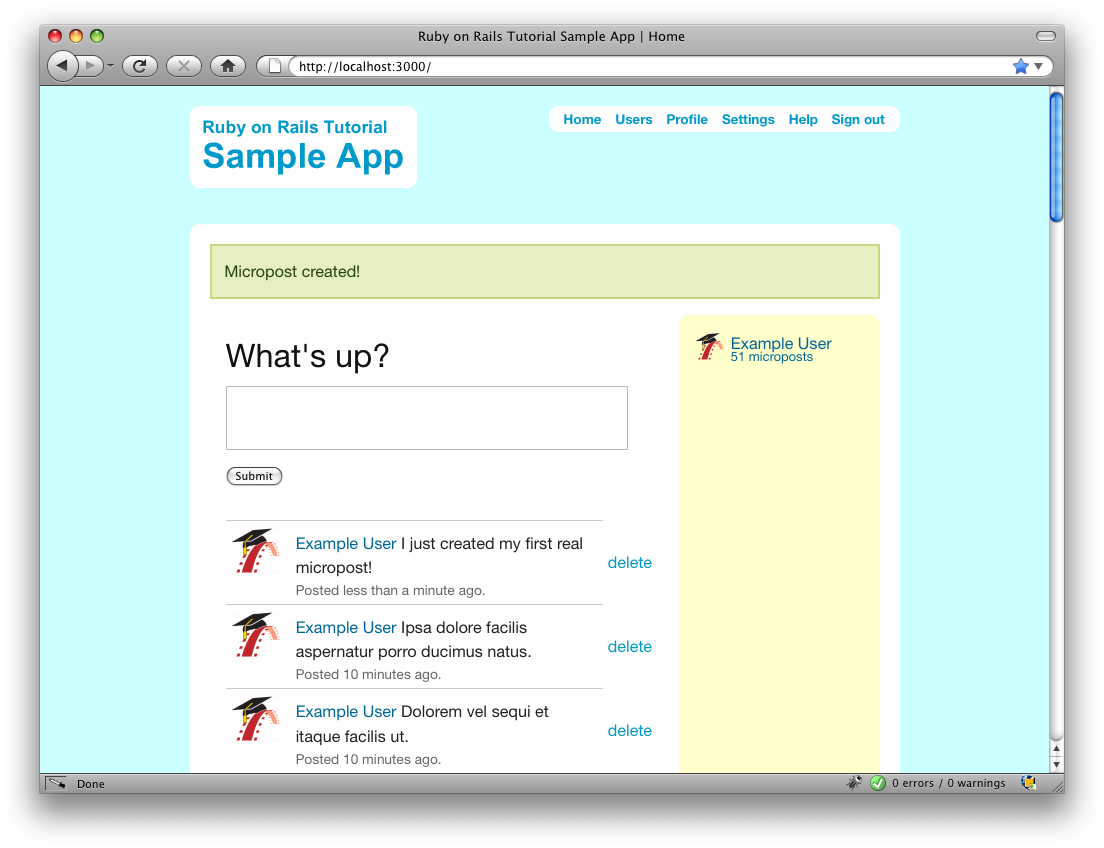 Ruby on Rails Tutorial Sample App | Home
http://localhost:3000/
Ruby on Rails Tutorial
Sample App
Home Users Profile Settings Help Sign out
Micropost created!
What's up?
Example User
51 microposts
Submit
Example User I just created my first real
micropost!
Posted less than a minute ago.
delete
Example User Ipsa dolore facilis
aspernatur porro ducimus natus.
Posted 10 minutes ago.
delete
Example User Dolorem vel sequi et
itaque facilis ut.
Posted 10 minutes ago.
delete
Done
0 errors / 0 warnings